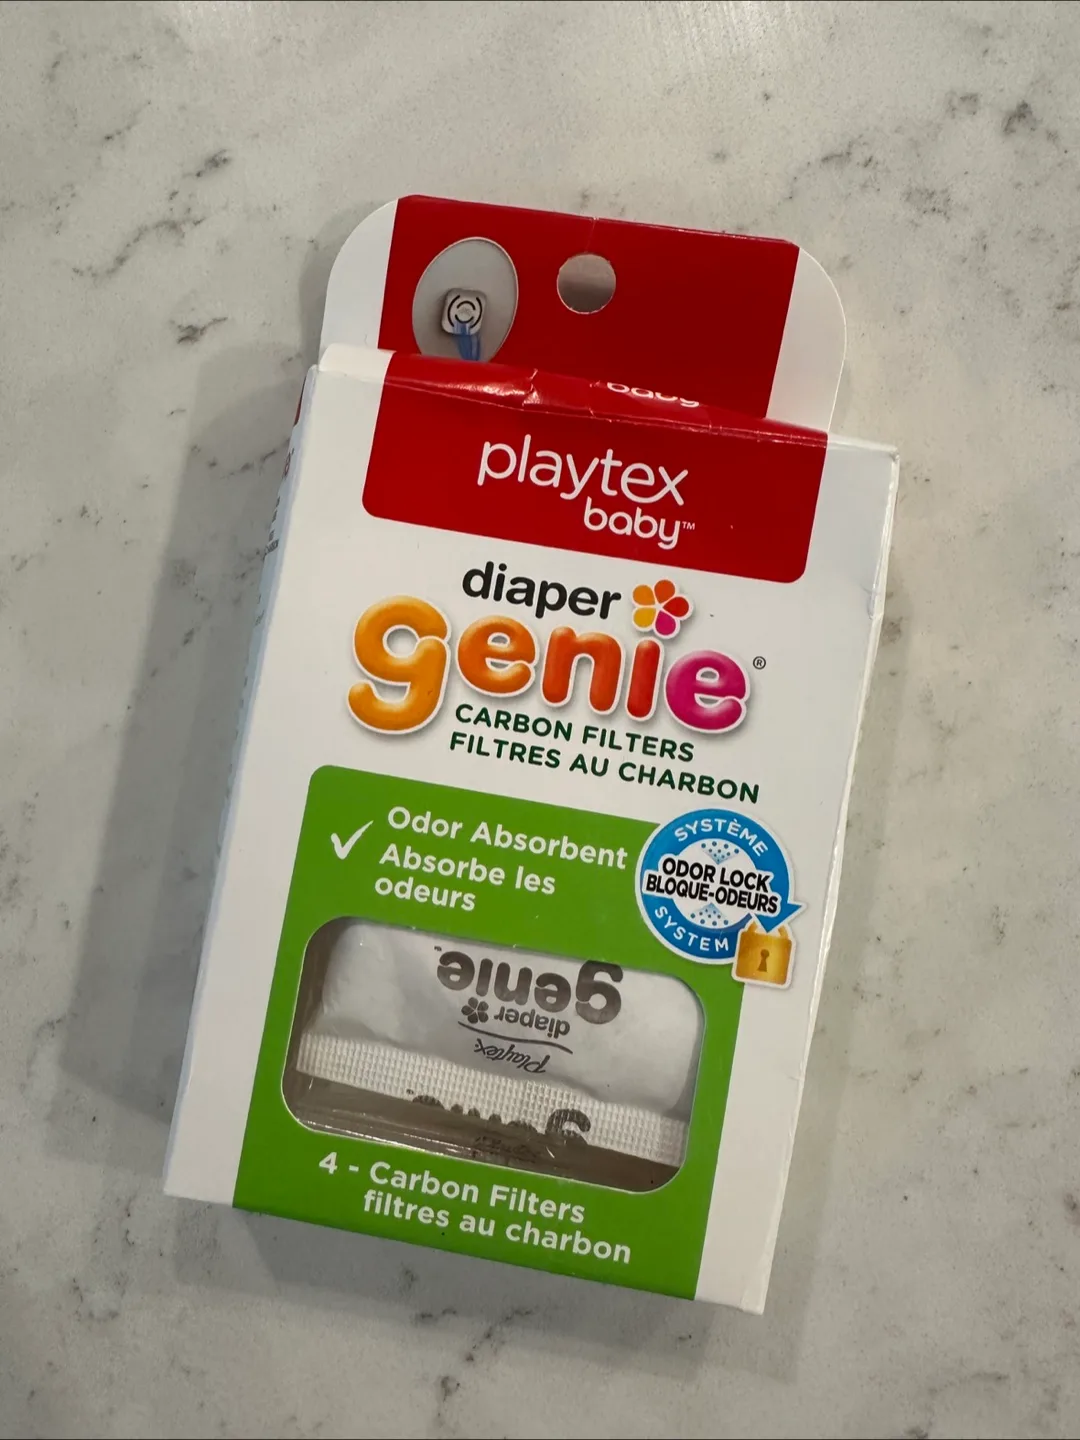 baby
playtex
baby™
diaper
genie®
CARBON FILTERS
FILTRES AU CHARBON
Odor Absorbent
Absorbe les
odeurs
SYSTÈME
ODOR LOCK
BLOQUE-ODEURS
SYSTEM
genie
diaper
Playtex
4 - Carbon Filters
filtres au charbon